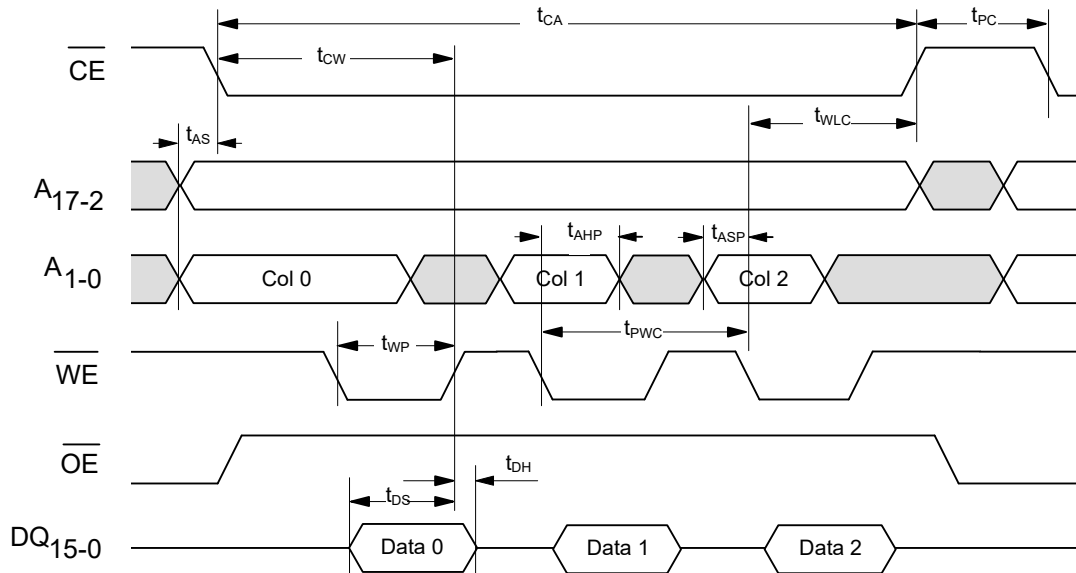 tCA
tPC
CE
tCW
tWLC
tAS
A17-2
tAHP
tASP
A1-0
Col 0
Col 1
Col 2
tPWC
tWP
WE
OE
tDH
tDS
DQ15-0
Data 0
Data 1
Data 2